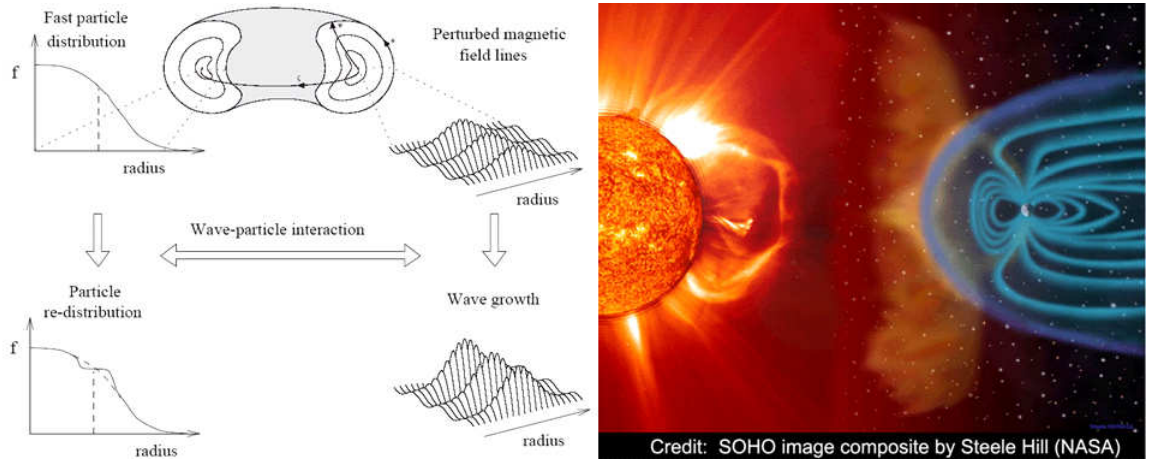 Fast particle
distribution
f
radius
Perturbed magnetic
field lines
radius
Wave-particle interaction
Particle
re-distribution
f
radius
Wave growth
radius
Credit: SOHO image composite by Steele Hill (NASA)